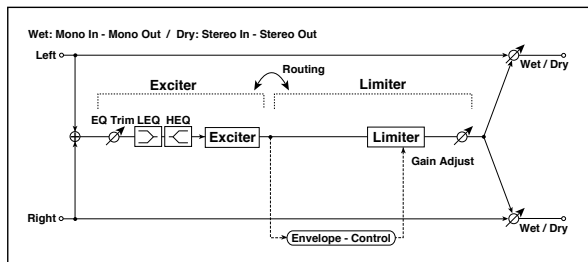 Wet: Mono In - Mono Out / Dry: Stereo In - Stereo Out
Left
Wet / Dry
Routing
Exciter
Limiter
EQ Trim LEQ HEQ
Exciter
Limiter
Gain Adjust
Right
Wet / Dry
Envelope - Control